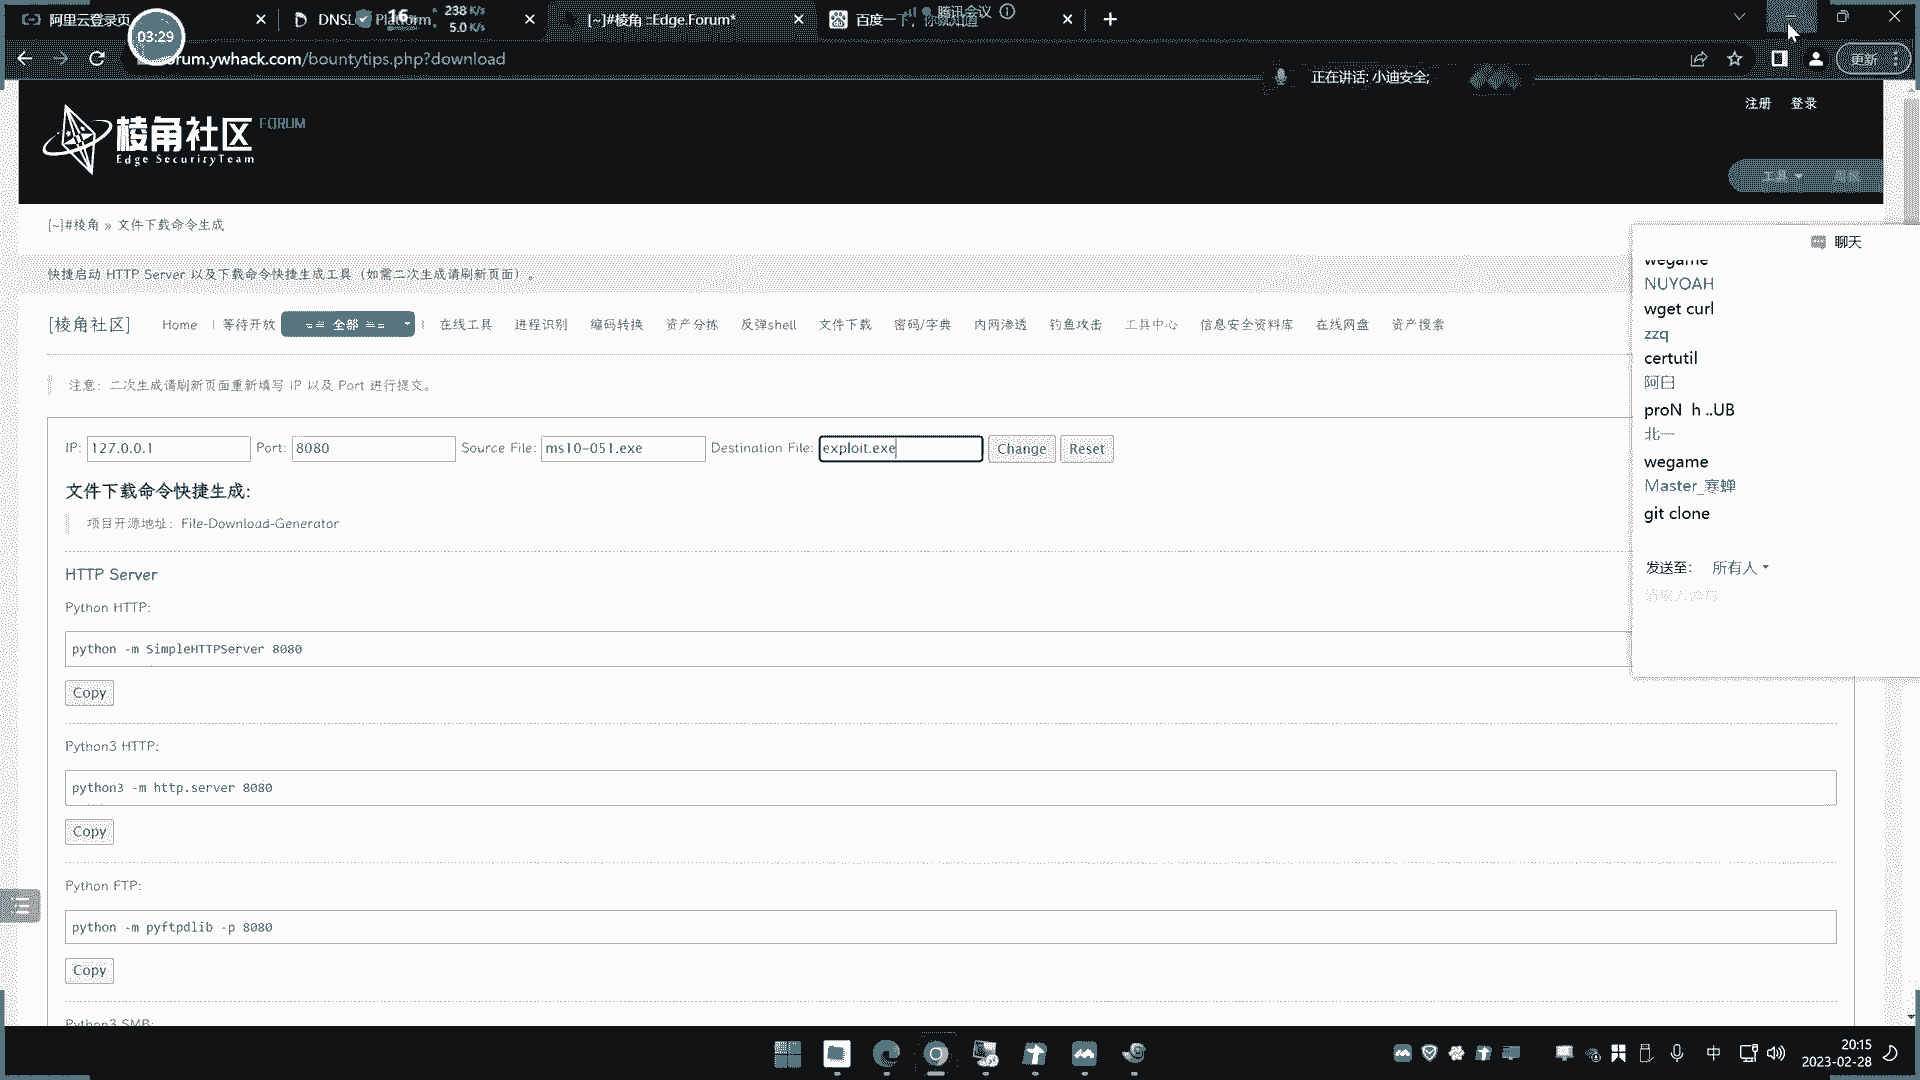 阿里云登录页
DNSL
Platform
16
238 K/s
5.0 K/s
[~]#棱角 ::Edge.Forum*
百度一下，你就知道
腾讯会议
03:29
orum.ywhack.com/bountytips.php?download
更新
正在讲话: 小迪安全;
注册 登录
棱角社区 FORUM
Edge SecurityTeam
工具
[~]#棱角 » 文件下载命令生成
快捷启动 HTTP Server 以及下载命令快捷生成工具（如需二次生成请刷新页面）。
[棱角社区] Home 等待开放 全部 在线工具 进程识别 编码转换 资产分拣 反弹shell 文件下载 密码/字典 内网渗透 钓鱼攻击 工具中心 信息安全资料库 在线网盘 资产搜索
注意：二次生成请刷新页面重新填写 IP 以及 Port 进行提交。
IP: 127.0.0.1 Port: 8080 Source File: ms10-051.exe Destination File: exploit.exe Change Reset
文件下载命令快捷生成:
项目开源地址：File-Download-Generator
HTTP Server
Python HTTP:
python -m SimpleHTTPServer 8080
Copy
Python3 HTTP:
python3 -m http.server 8080
Copy
Python FTP:
python -m pyftpdlib -p 8080
Copy
Python3 SMB:
聊天
wegame
NUYOAH
wget curl
zzq
certutil
阿臼
proN h ..UB
北一
wegame
Master_寒蝉
git clone
发送至: 所有人
中
20:15
2023-02-28